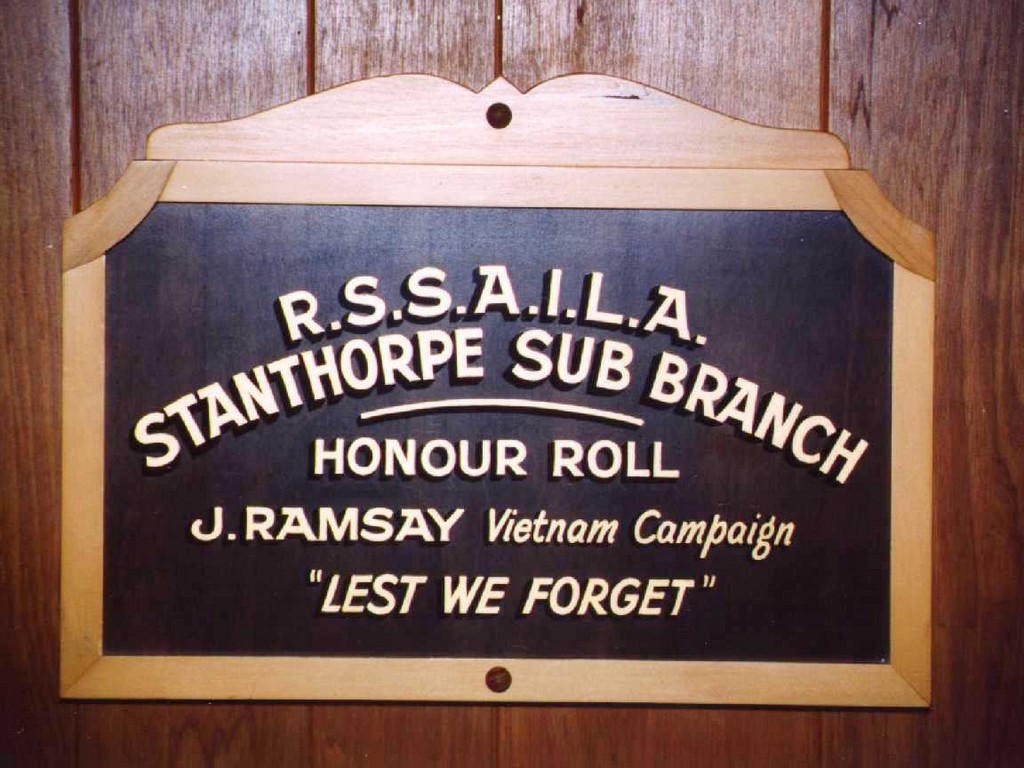 R.S.S.A.I.L.A.
STANTHORPE SUB BRANCH
HONOUR ROLL
J. RAMSAY Vietnam Campaign
"LEST WE FORGET"